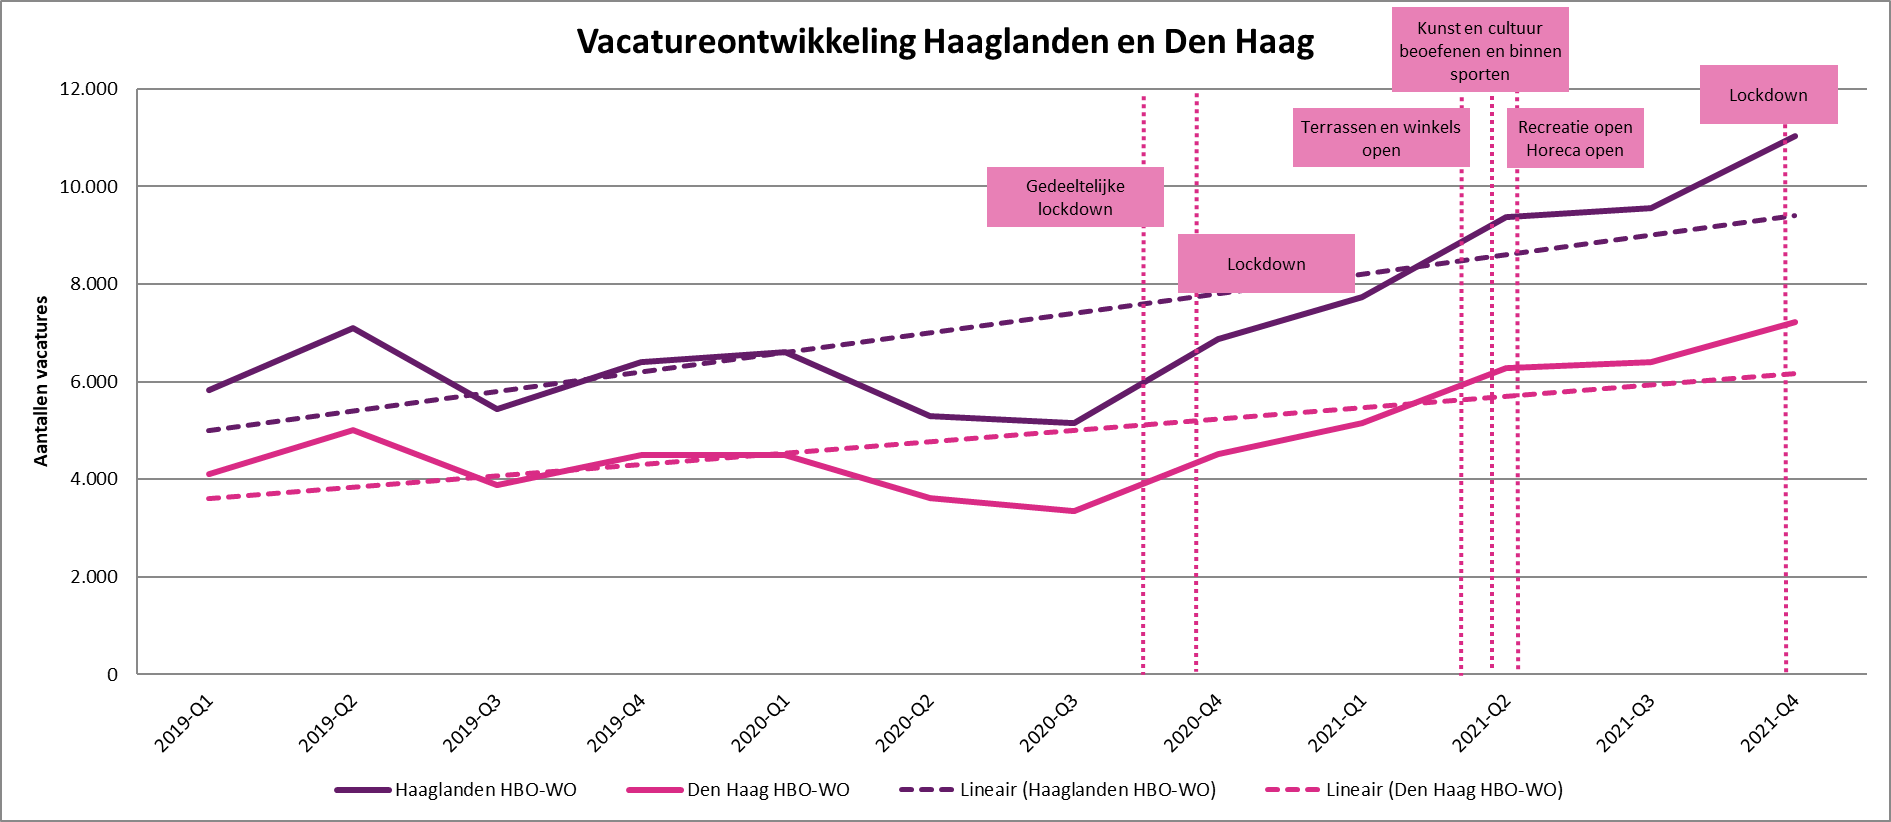 Vacatureontwikkeling Haaglanden en Den Haag
Kunst en cultuur
beoefenen en binnen
sporten
Lockdown
Terrassen en winkels
open
Recreatie open
Horeca open
Gedeeltelijke
lockdown
Lockdown
Aantallen vacatures
12.000
10.000
8.000
6.000
4.000
2.000
0
2019-Q1
2019-Q2
2019-Q3
2019-Q4
2020-Q1
2020-Q2
2020-Q3
2020-Q4
2021-Q1
2021-Q2
2021-Q3
2021-Q4
Haaglanden HBO-WO
Den Haag HBO-WO
Lineair (Haaglanden HBO-WO)
Lineair (Den Haag HBO-WO)